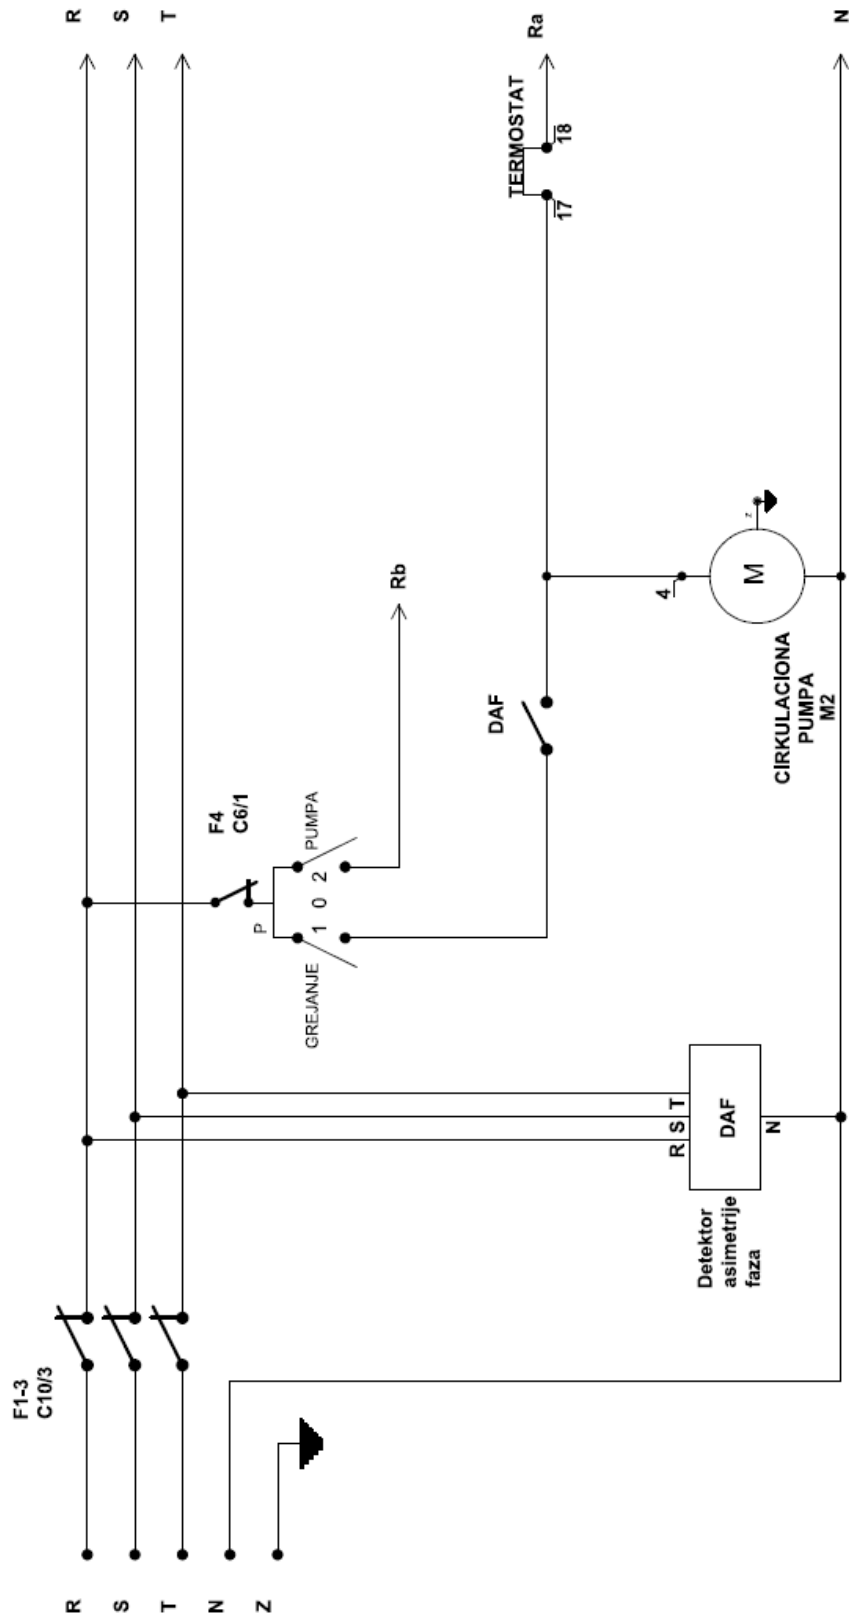 R
S
T
N
Z
F1-3
C10/3
R S T
DAF
N
Detektor
asimetrije
faza
F4
C6/1
P
GREJANJE
1 0 2
PUMPA
Rb
DAF
4
M
z
CIRKULACIONA
PUMPA
M2
TERMOSTAT
17
18
R
S
T
Ra
N